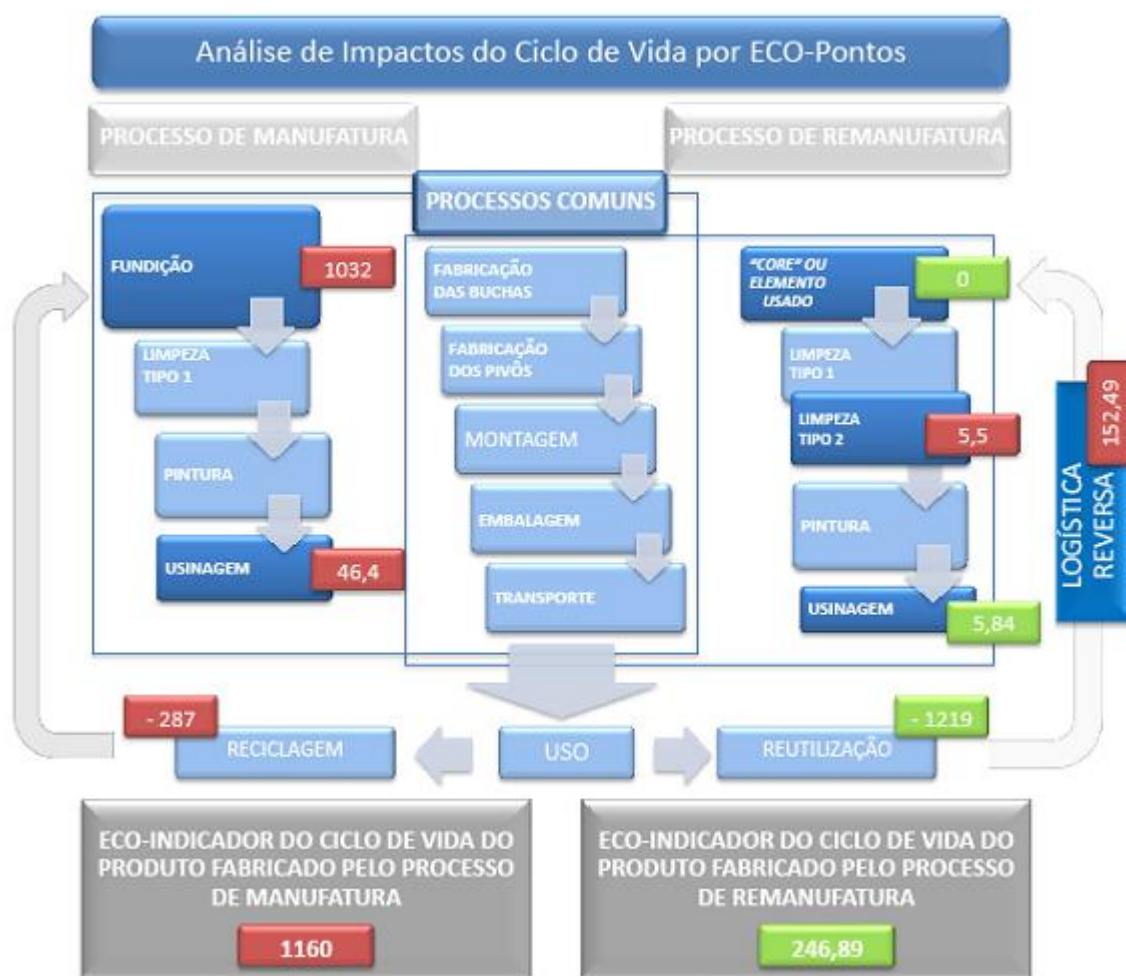 Análise de Impactos do Ciclo de Vida por ECO-Pontos
PROCESSO DE MANUFATURA
PROCESSO DE REMANUFATURA
PROCESSOS COMUNS
FUNDIÇÃO
1032
LIMPEZA
TIPO 1
PINTURA
USINAGEM
46,4
FABRICAÇÃO
DAS BUCHAS
FABRICAÇÃO
DOS PIVÔS
MONTAGEM
EMBALAGEM
TRANSPORTE
"CORE" OU
ELEMENTO
USADO
0
LIMPEZA
TIPO 1
LIMPEZA
TIPO 2
5,5
PINTURA
USINAGEM
5,84
LOGÍSTICA
REVERSA
152,49
- 287
RECICLAGEM
USO
- 1219
REUTILIZAÇÃO
ECO-INDICADOR DO CICLO DE VIDA DO
PRODUTO FABRICADO PELO PROCESSO
DE MANUFATURA
1160
ECO-INDICADOR DO CICLO DE VIDA DO
PRODUTO FABRICADO PELO PROCESSO
DE REMANUFATURA
246,89